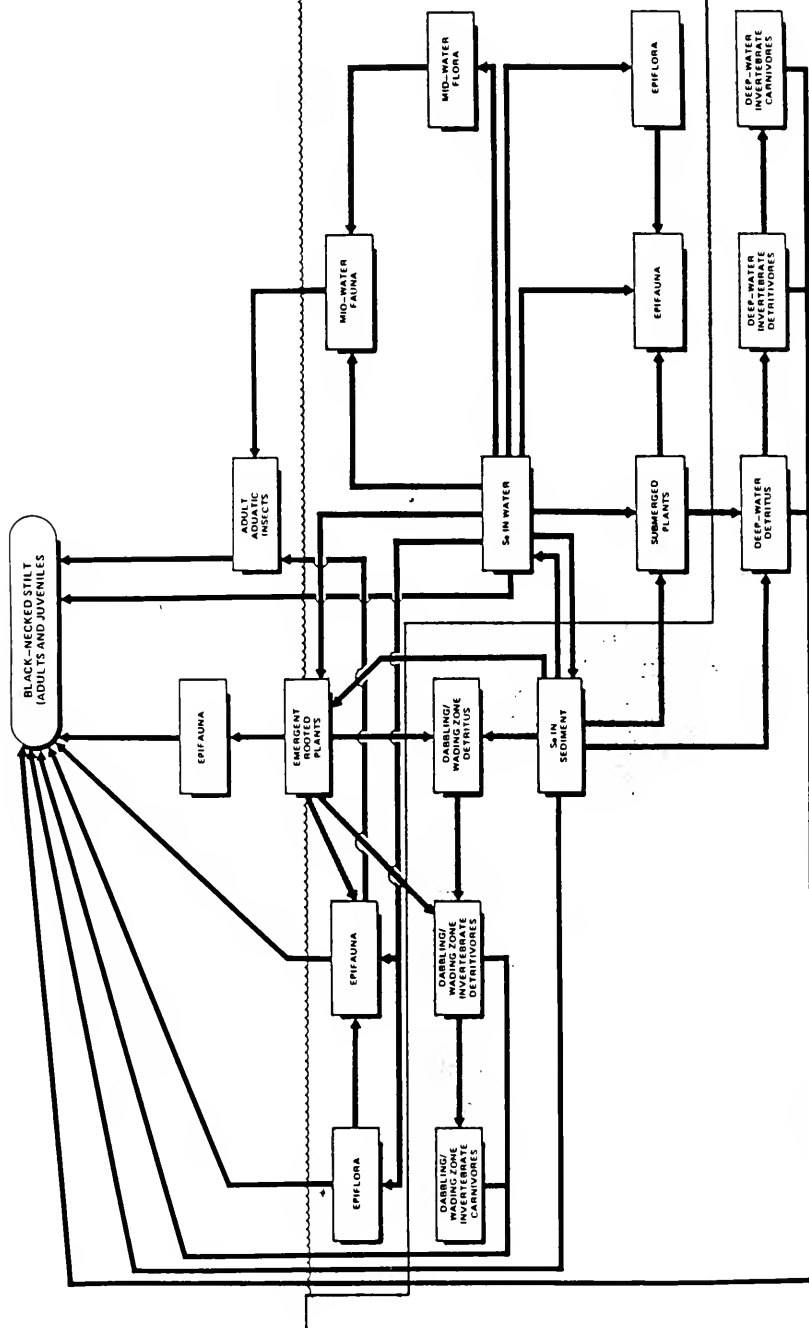 BLACK-NECKED STILT
(ADULTS AND JUVENILES)
EPIFAUNA
ADULT
AQUATIC
INSECTS
EPIFLORA
EPIFAUNA
EMERGENT
ROOTED
PLANTS
MID-WATER
FAUNA
MID-WATER
FLORA
DABBLING/
WADING ZONE
INVERTEBRATE
CARNIVORES
DABBLING/
WADING ZONE
INVERTEBRATE
DETRITIVORES
DABBLING/
WADING ZONE
DETRITUS
Se IN WATER
Se IN
SEDIMENT
SUBMERGED
PLANTS
EPIFAUNA
EPIFLORA
DEEP-WATER
DETRITUS
DEEP-WATER
INVERTEBRATE
DETRITIVORES
DEEP-WATER
INVERTEBRATE
CARNIVORES